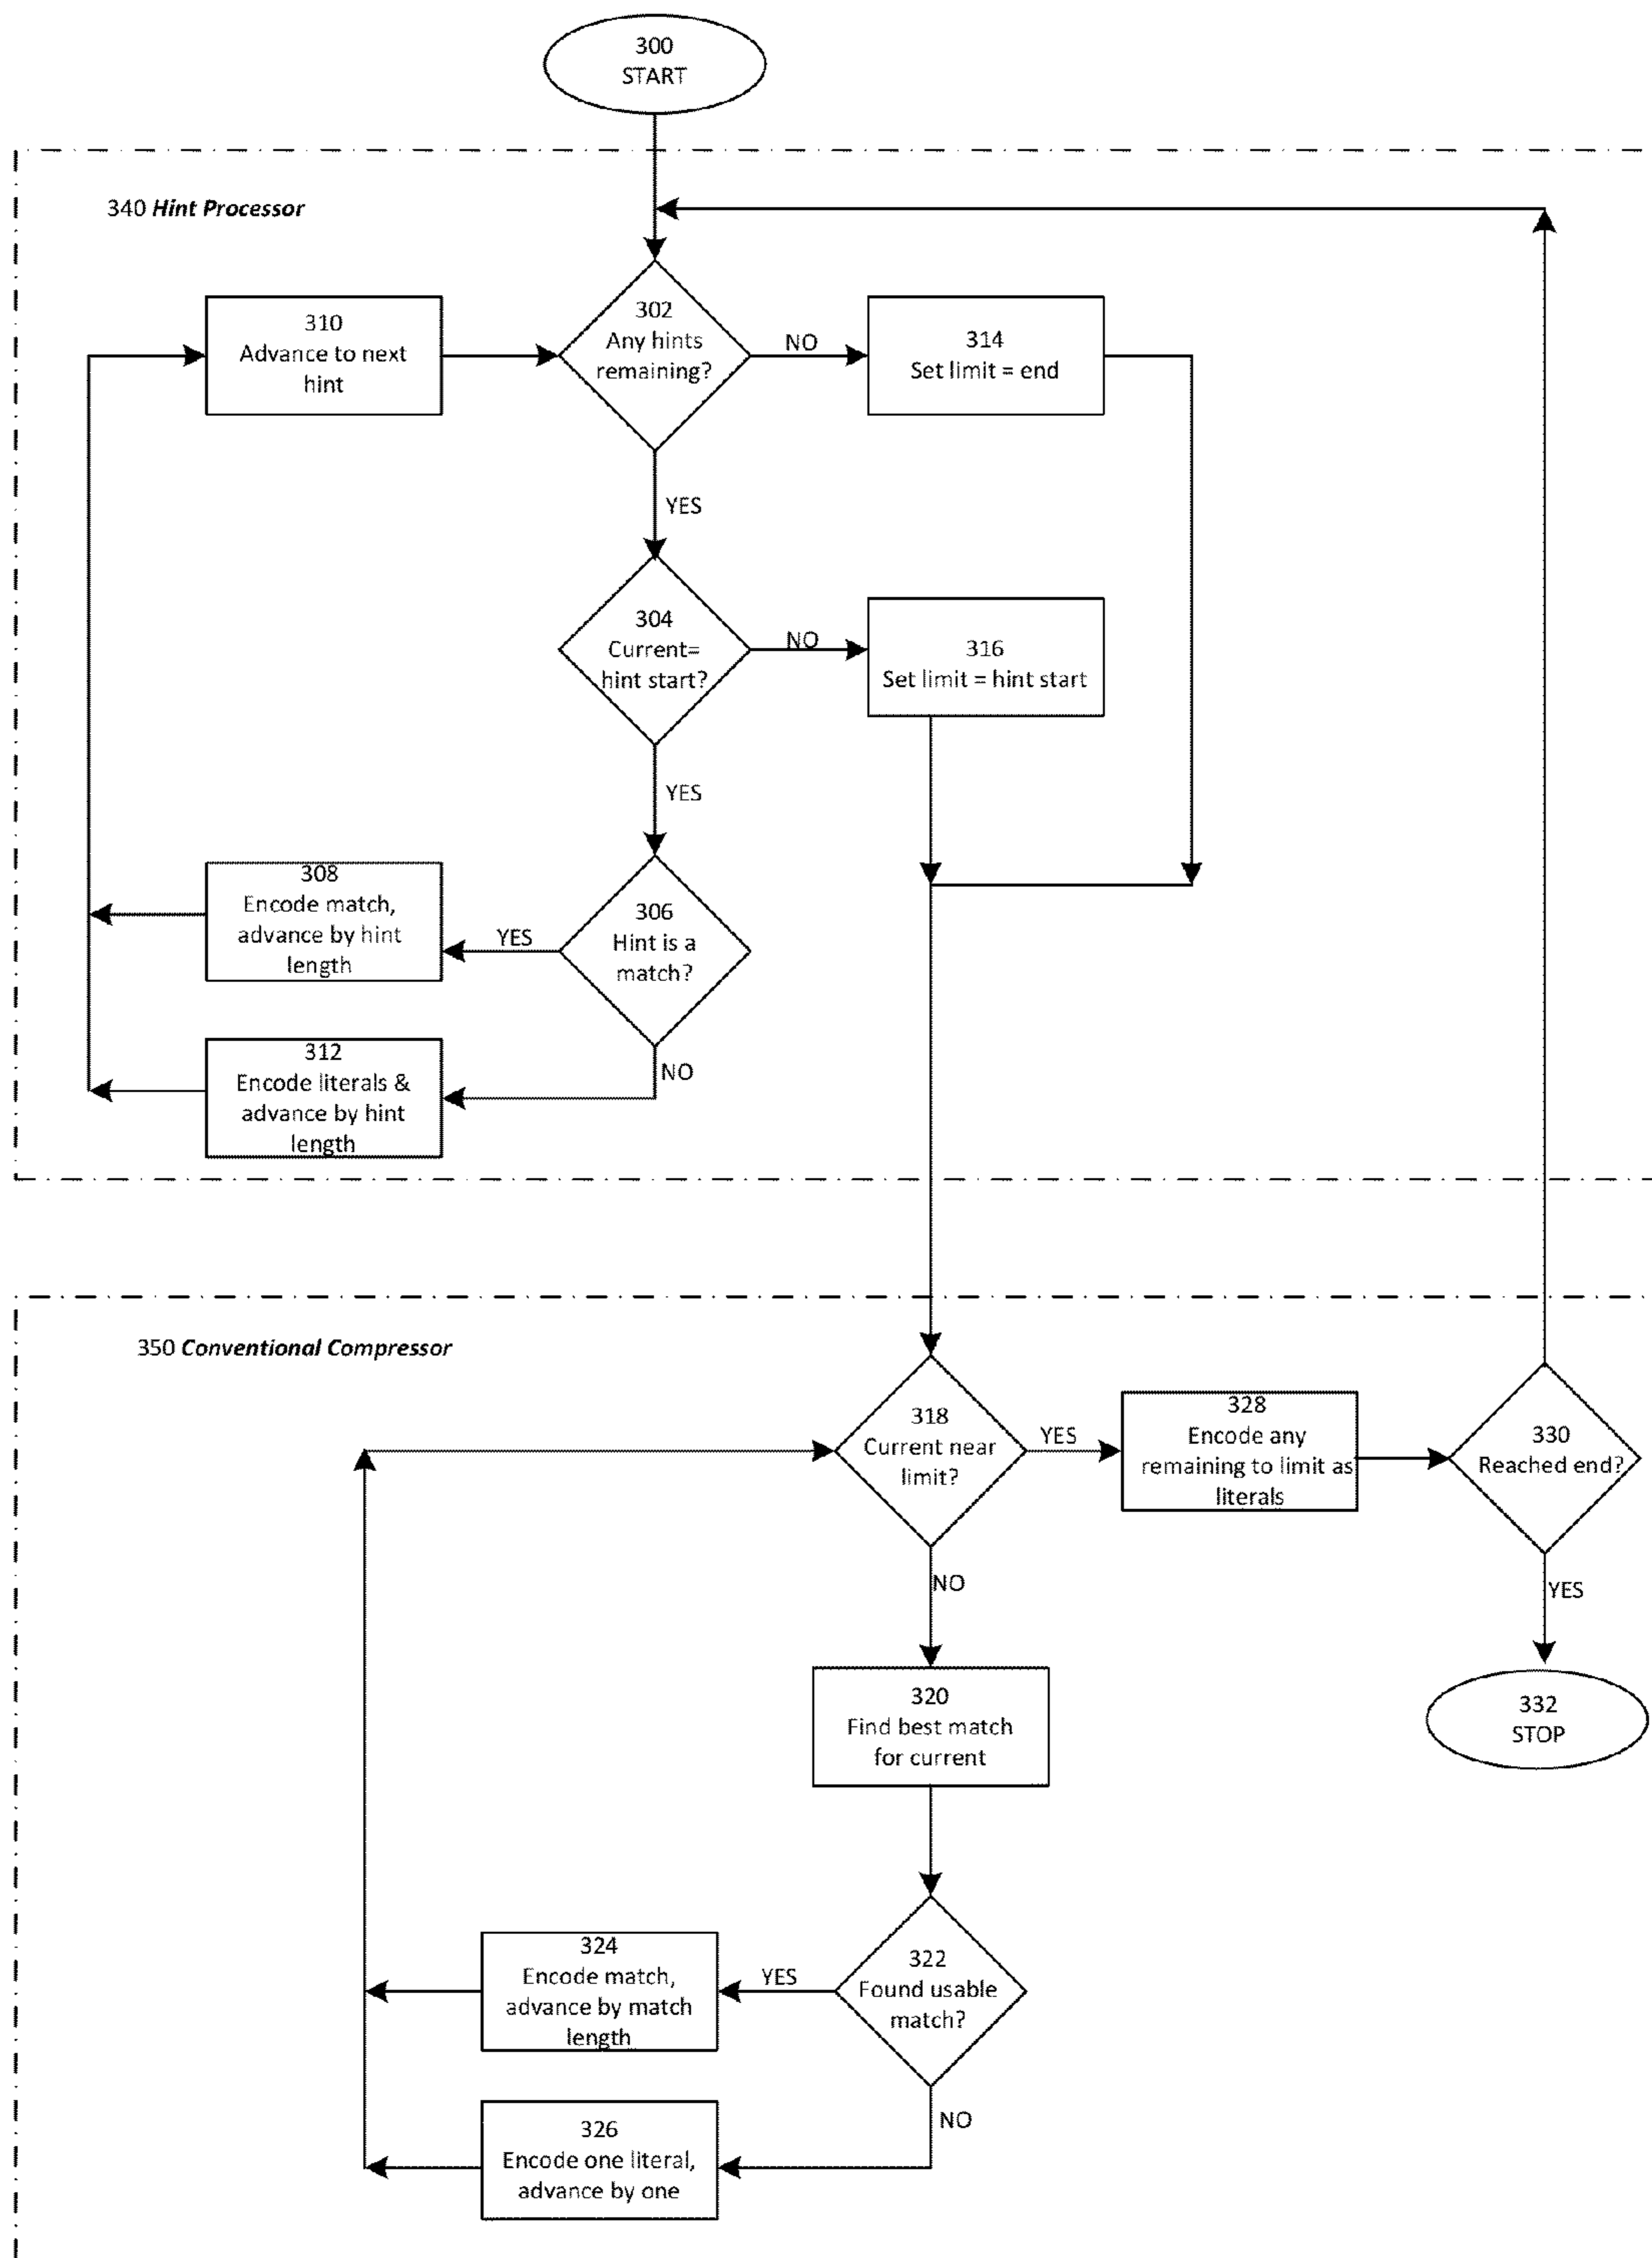 300
START
340 Hint Processor
310
Advance to next
hint
302
Any hints
remaining?
NO
314
Set limit = end
YES
304
Current=
hint start?
NO
316
Set limit = hint start
YES
308
Encode match,
advance by hint
length
YES
306
Hint is a
match?
NO
312
Encode literals &
advance by hint
length
350 Conventional Compressor
318
Current near
limit?
YES
328
Encode any
remaining to limit as
literals
330
Reached end?
NO
YES
320
Find best match
for current
332
STOP
324
Encode match,
advance by match
length
YES
322
Found usable
match?
NO
326
Encode one literal,
advance by one